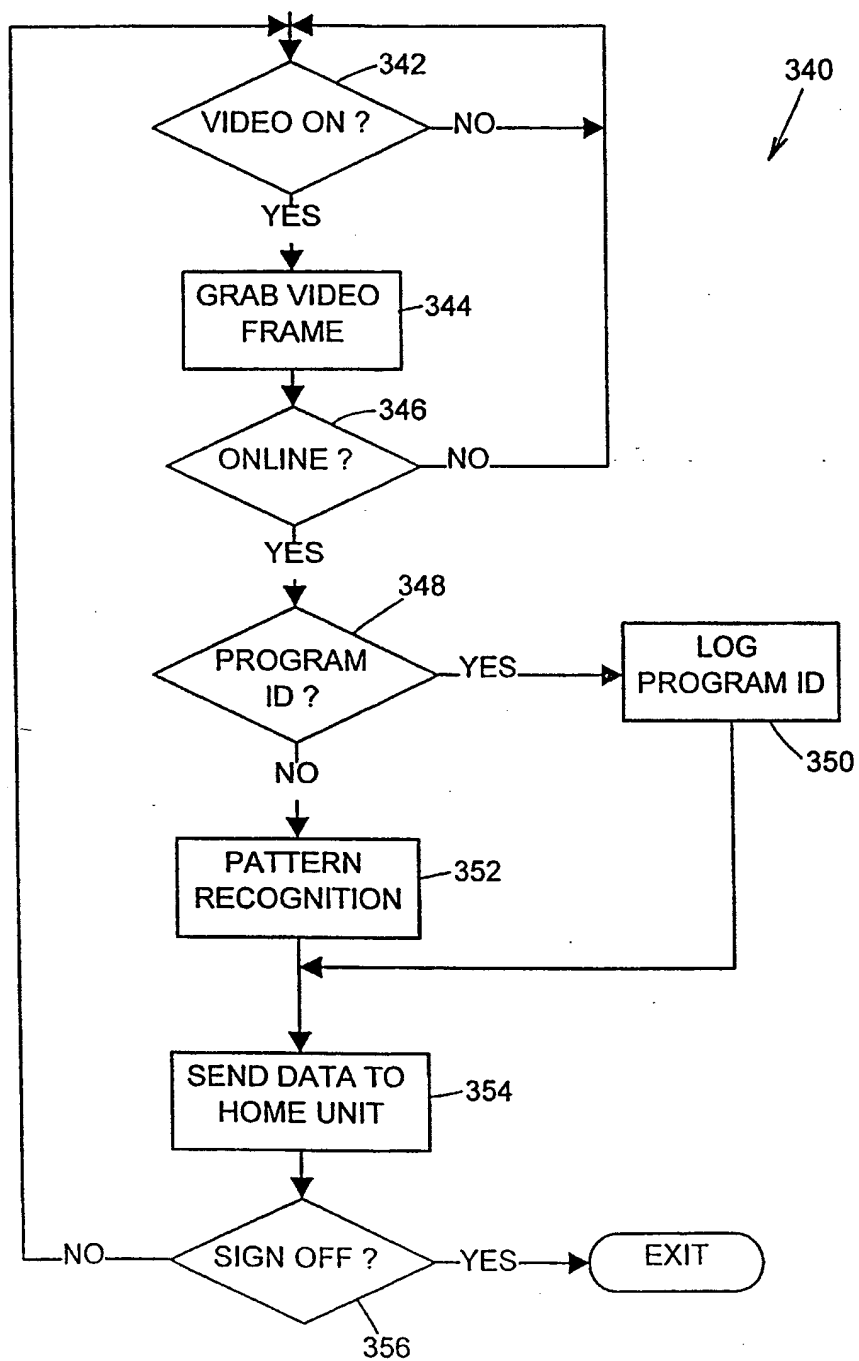 342
340
VIDEO ON ?
NO
YES
GRAB VIDEO
FRAME
344
346
ONLINE ?
NO
YES
348
PROGRAM
ID ?
YES
LOG
PROGRAM ID
350
NO
PATTERN
RECOGNITION
352
SEND DATA TO
HOME UNIT
354
NO
SIGN OFF ?
YES
EXIT
356